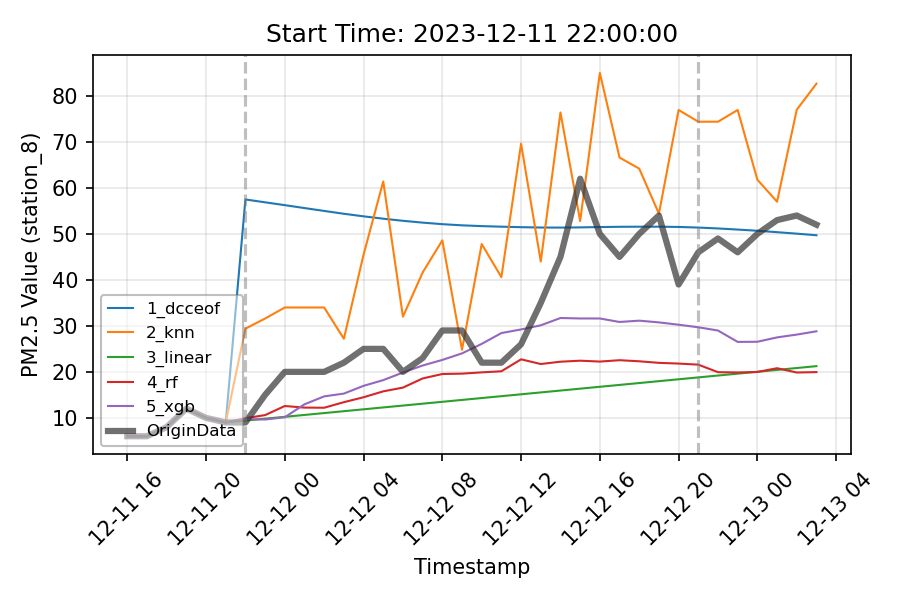 Start Time: 2023-12-11 22:00:00
PM2.5 Value (station_8)
80
70
60
50
40
30
20
10
1_dcceof
2_knn
3_linear
4_rf
5_xgb
OriginData
12-11 16
12-11 20
12-12 00
12-12 04
12-12 08
12-12 12
12-12 16
12-12 20
12-13 00
12-13 04
Timestamp